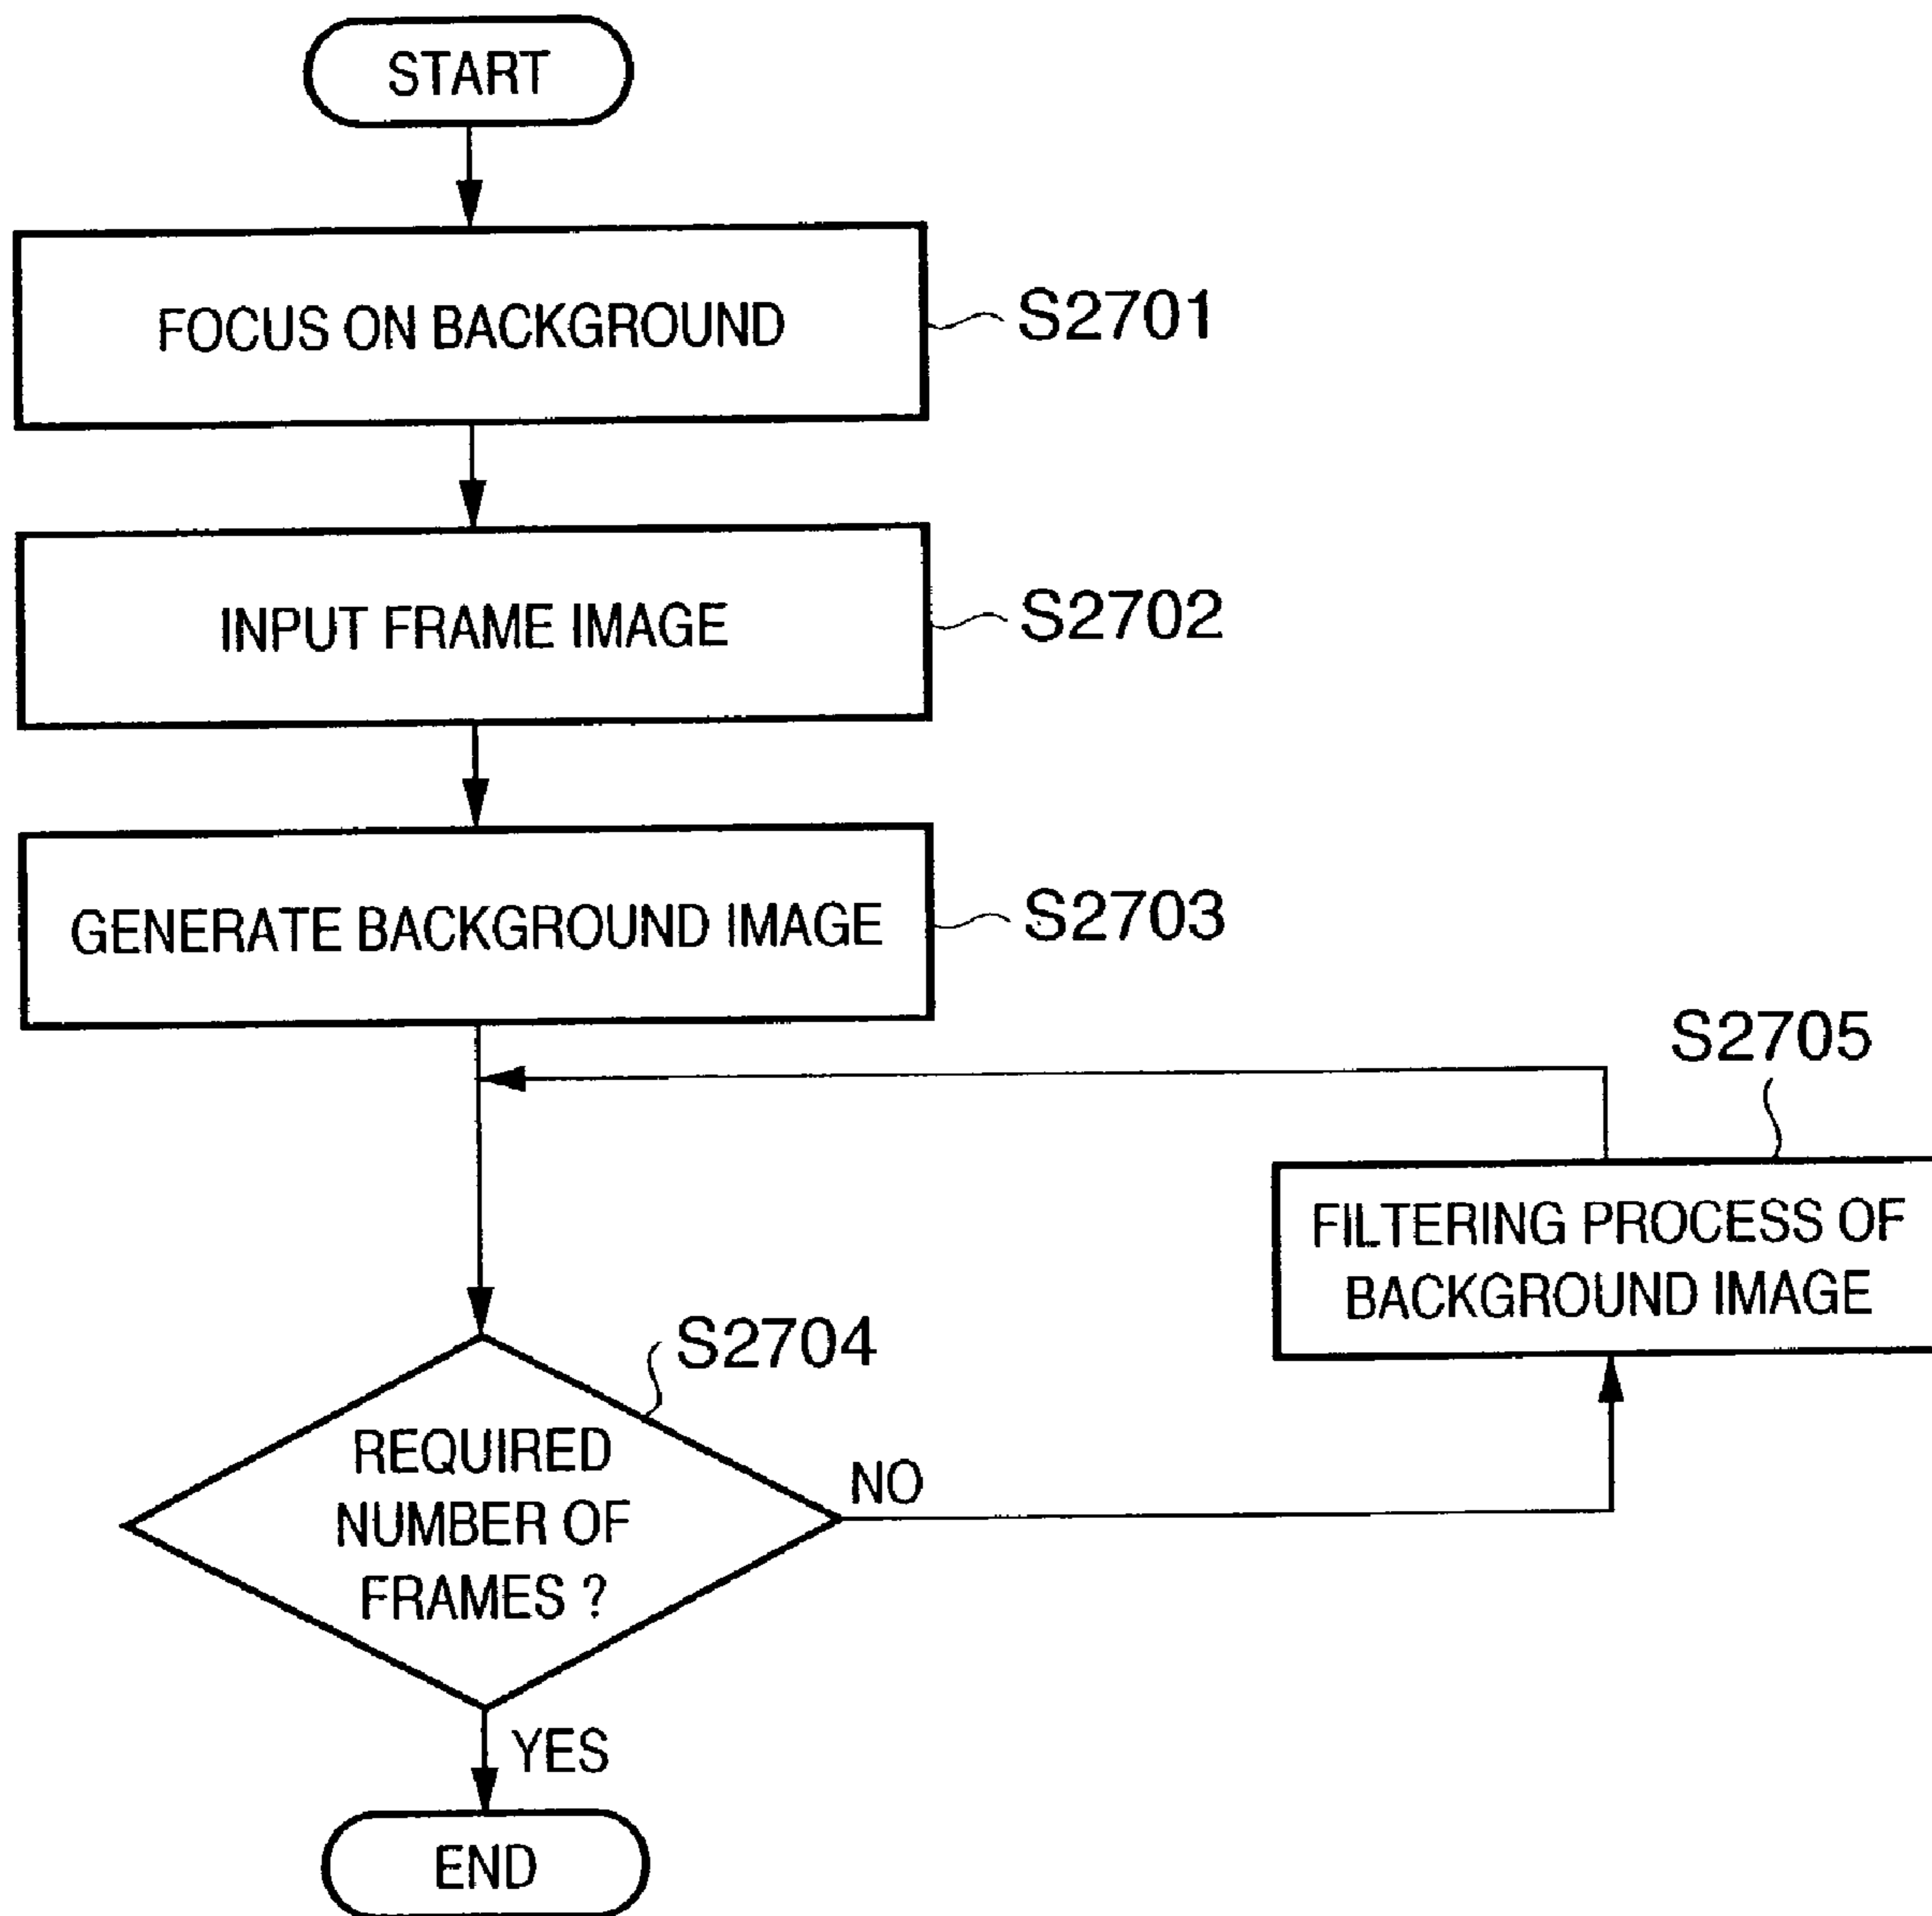 START
FOCUS ON BACKGROUND
S2701
INPUT FRAME IMAGE
S2702
GENERATE BACKGROUND IMAGE
S2703
S2705
FILTERING PROCESS OF
BACKGROUND IMAGE
S2704
REQUIRED
NUMBER OF
FRAMES ?
NO
YES
END